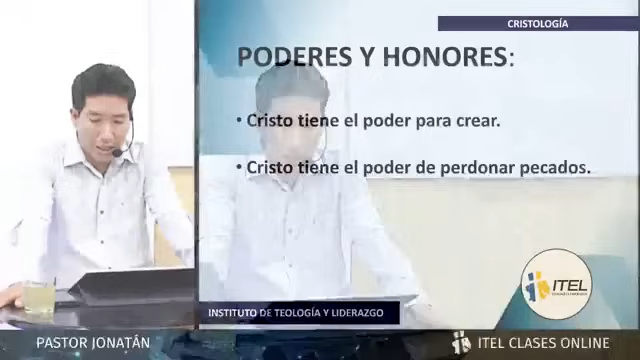 CRISTOLOGÍA
PODERES Y HONORES:
• Cristo tiene el poder para crear.
• Cristo tiene el poder de perdonar pecados.
ITEL
INSTITUTO DE TEOLOGÍA Y LIDERAZGO
PASTOR JONATÁN
ITEL CLASES ONLINE